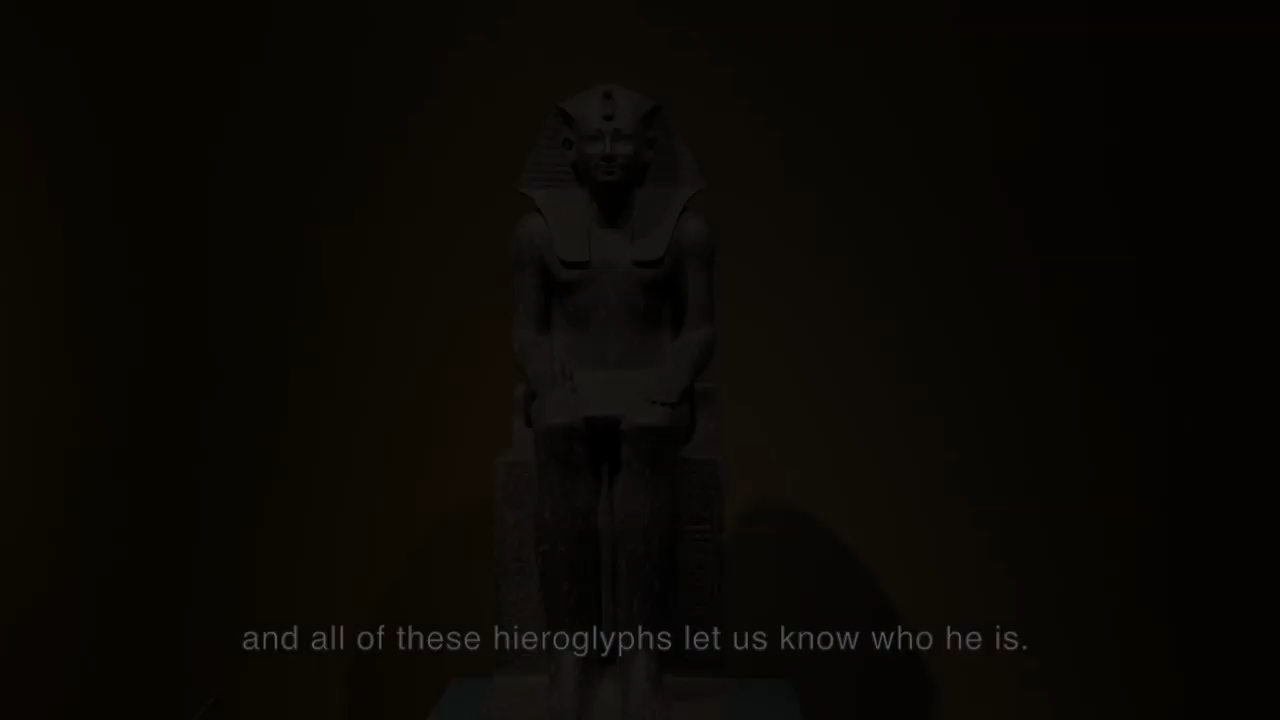 and all of these hieroglyphs let us know who he is.